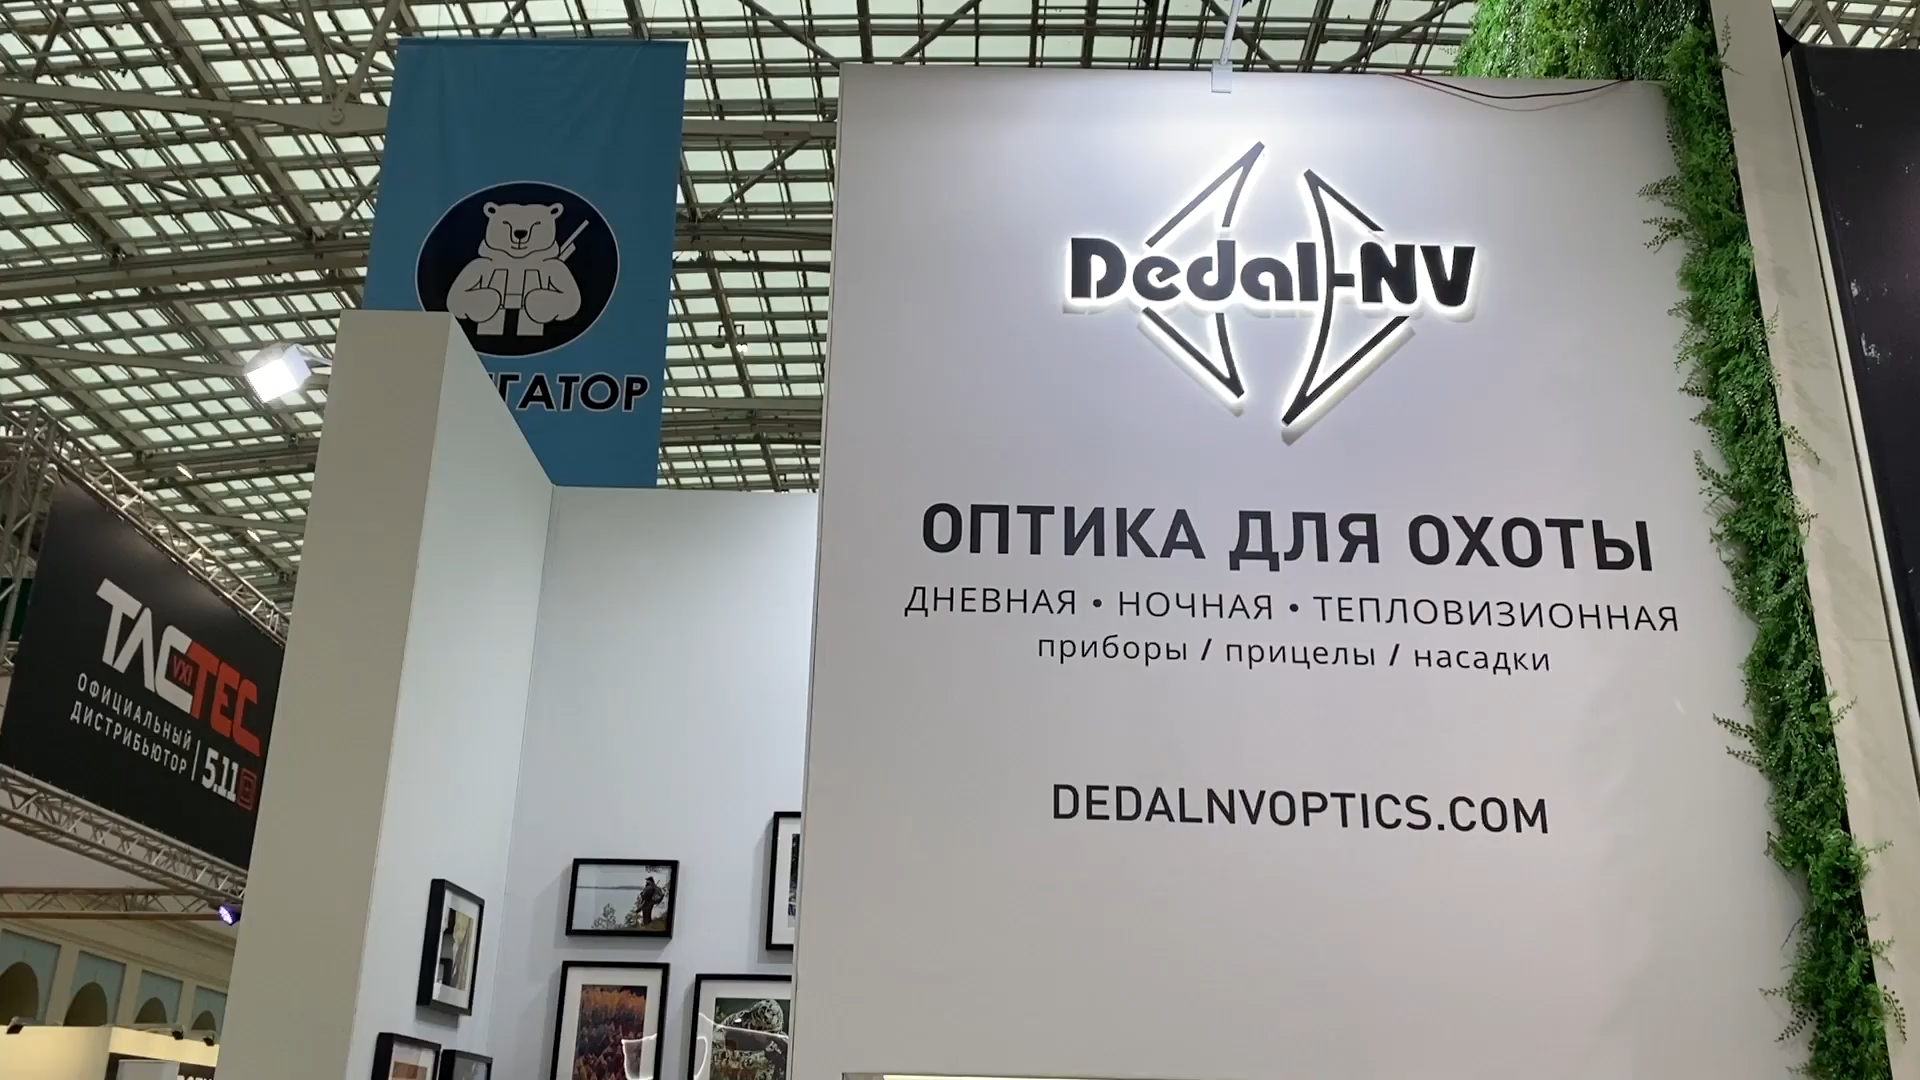 ГАТОР
TACTEC
VXI
ОФИЦИАЛЬНЫЙ
ДИСТРИБЬЮТОР
5.11
Dedal-NV
ОПТИКА ДЛЯ ОХОТЫ
ДНЕВНАЯ • НОЧНАЯ • ТЕПЛОВИЗИОННАЯ
приборы / прицелы / насадки
DEDALNVOPTICS.COM